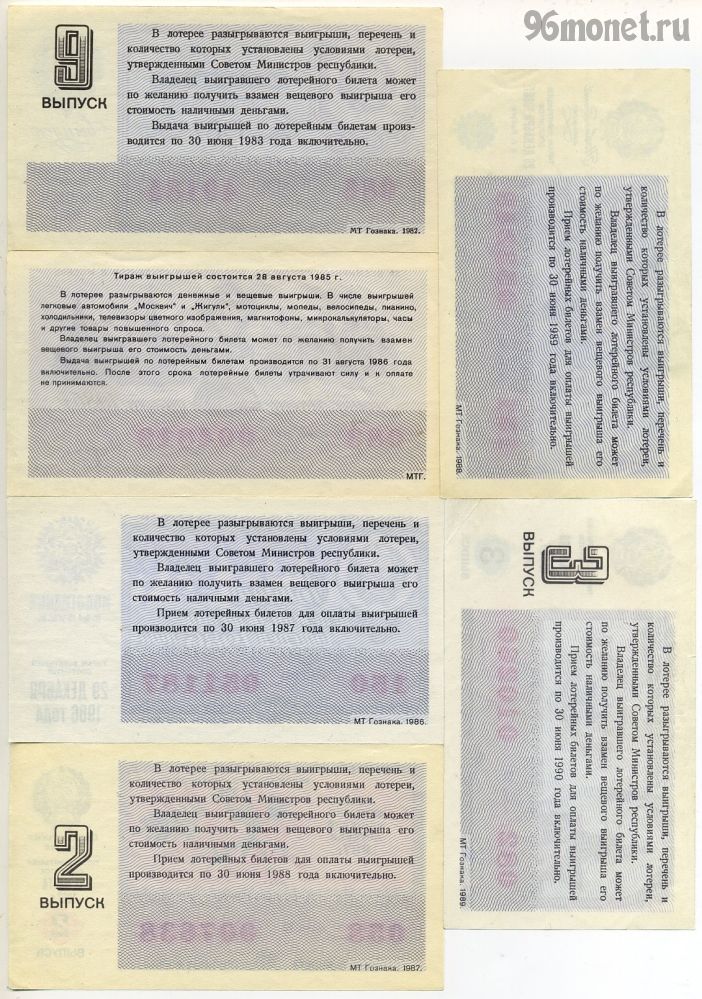 96monet.ru
9
ВЫПУСК
В лотерее разыгрываются выигрыши, перечень и
количество которых установлены условиями лотереи,
утвержденными Советом Министров республики.
Владелец выигравшего лотерейного билета может
по желанию получить взамен вещевого выигрыша его
стоимость наличными деньгами.
Выдача выигрышей по лотерейным билетам произ-
водится по 30 июня 1983 года включительно.
МТ Гознака. 1982.
Тираж выигрышей состоится 28 августа 1985 г.
В лотерее разыгрываются денежные и вещевые выигрыши. В числе выигрышей
легковые автомобили „Москвич" и „Жигули", мотоциклы, мопеды, велосипеды, пианино,
холодильники, телевизоры цветного изображения, магнитофоны, микрокалькуляторы, часы
и другие товары повышенного спроса.
Владелец выигравшего лотерейного билета может по желанию получить взамен
вещевого выигрыша его стоимость деньгами.
Выдача выигрышей по лотерейным билетам производится по 31 августа 1986 года
включительно. После этого срока лотерейные билеты утрачивают силу и к оплате
не принимаются.
МТГ.
В лотерее разыгрываются выигрыши, перечень и
количество которых установлены условиями лотереи,
утвержденными Советом Министров республики.
Владелец выигравшего лотерейного билета может
по желанию получить взамен вещевого выигрыша его
стоимость наличными деньгами.
Прием лотерейных билетов для оплаты выигрышей
производится по 30 июня 1987 года включительно.
29 ДЕКАБРЯ
1986 ГОДА
МТ Гознака. 1986.
2
ВЫПУСК
В лотерее разыгрываются выигрыши, перечень и
количество которых установлены условиями лотереи,
утвержденными Советом Министров республики.
Владелец выигравшего лотерейного билета может
по желанию получить взамен вещевого выигрыша его
стоимость наличными деньгами.
Прием лотерейных билетов для оплаты выигрышей
производится по 30 июня 1988 года включительно.
2
ВЫПУСК
МТ Гознака. 1987.
В лотерее разыгрываются выигрыши, перечень и
количество которых установлены условиями лотереи,
утвержденными Советом Министров республики.
Владелец выигравшего лотерейного билета может
по желанию получить взамен вещевого выигрыша его
стоимость наличными деньгами.
Прием лотерейных билетов для оплаты выигрышей
производится по 30 июня 1989 года включительно.
МТ Гознака. 1988.
3
ВЫПУСК
В лотерее разыгрываются выигрыши, перечень и
количество которых установлены условиями лотереи,
утвержденными Советом Министров республики.
Владелец выигравшего лотерейного билета может
по желанию получить взамен вещевого выигрыша его
стоимость наличными деньгами.
Прием лотерейных билетов для оплаты выигрышей
производится по 30 июня 1990 года включительно.
МТ Гознака. 1989.